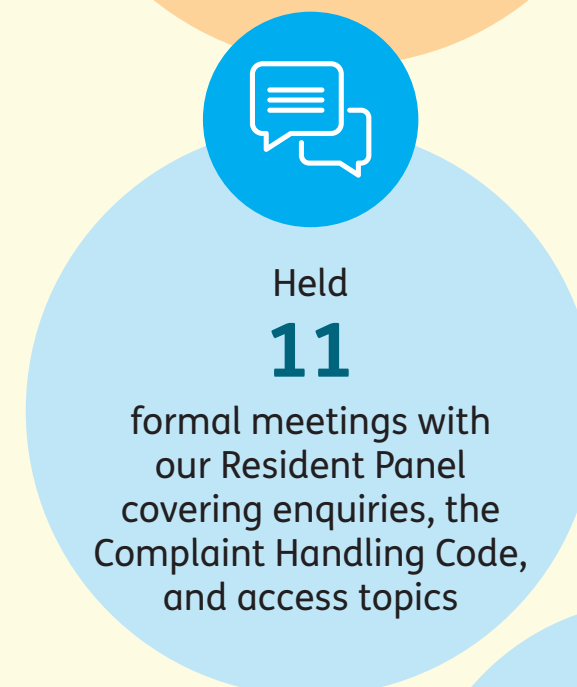 Held
11
formal meetings with
our Resident Panel
covering enquiries, the
Complaint Handling Code,
and access topics